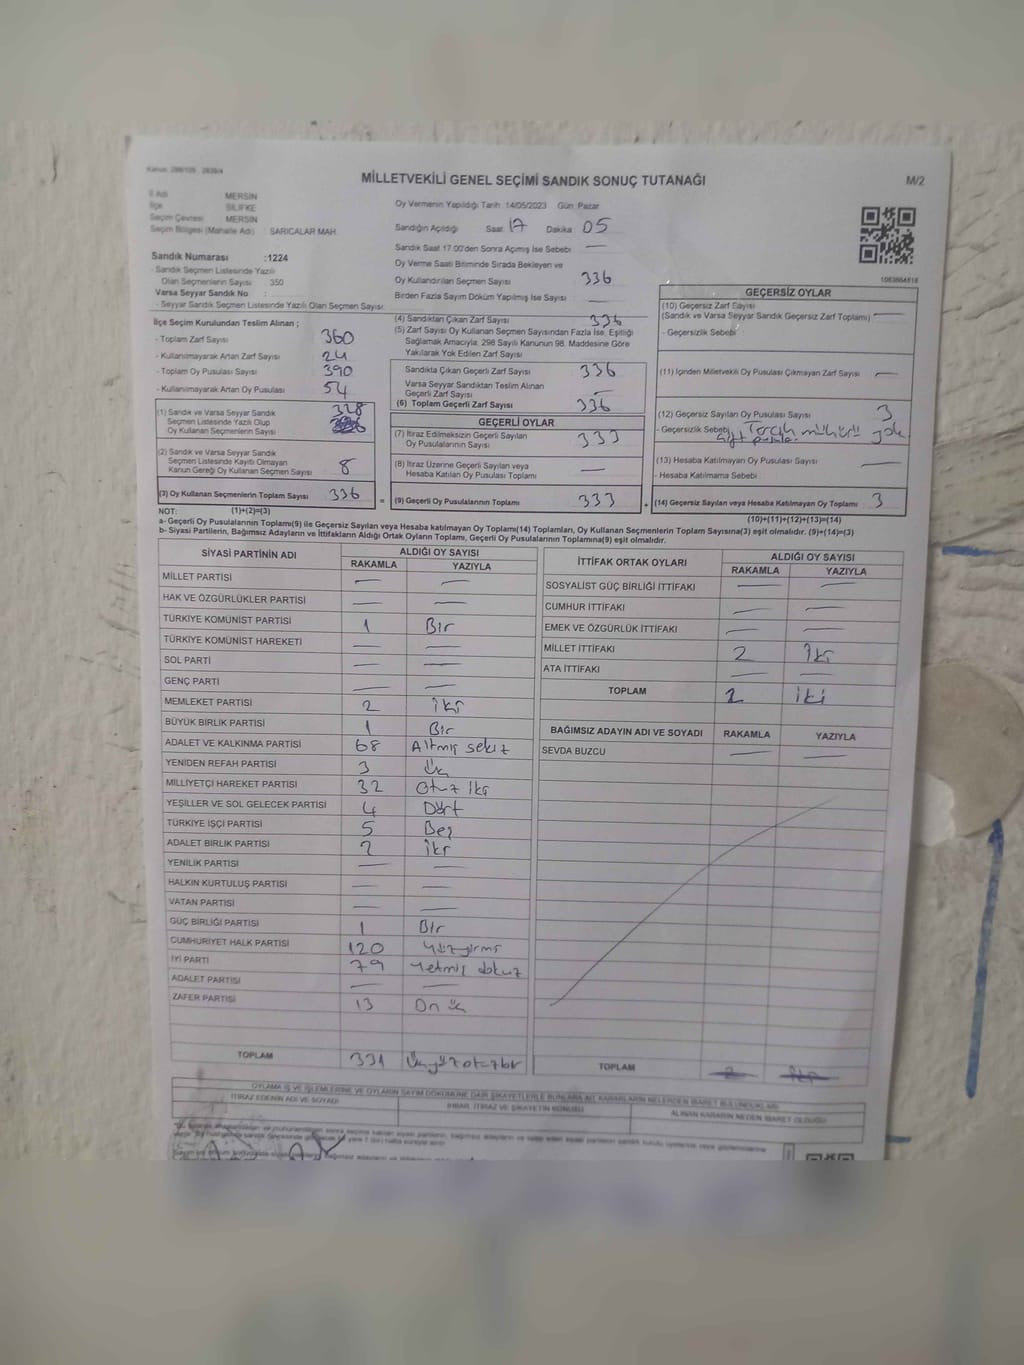 MİLLETVEKİLİ GENEL SEÇİMİ SANDIK SONUÇ TUTANAĞI
M/2
İl Adı MERSİN
İlçe SİLİFKE
Seçim Çevresi MERSİN
Seçim Bölgesi (Mahalle Adı) SARICALAR MAH.
Sandık Numarası :1224
- Sandık Seçmen Listesinde Yazılı
Olan Seçmenlerin Sayısı 350
Varsa Seyyar Sandık No :
- Seyyar Sandık Seçmen Listesinde Yazılı Olan Seçmen Sayısı:
Oy Vermenin Yapıldığı Tarih 14/05/2023 Gün Pazar
Sandığın Açıldığı Saat 17 Dakika 05
Sandık Saat 17.00'den Sonra Açımış İse Sebebi —
Oy Verme Saati Bitiminde Sırada Bekleyen ve
Oy Kullandırılan Seçmen Sayısı 336
Birden Fazla Sayım Döküm Yapılmış İse Sayısı —
İlçe Seçim Kurulundan Teslim Alınan ;
- Toplam Zarf Sayısı 360
- Kullanılmayarak Artan Zarf Sayısı 24
- Toplam Oy Pusulası Sayısı 390
- Kullanılmayarak Artan Oy Pusulası 54
(1) Sandık ve Varsa Seyyar Sandık
Seçmen Listesinde Yazılı Olup
Oy Kullanan Seçmenlerin Sayısı 328
(2) Sandık ve Varsa Seyyar Sandık
Seçmen Listesinde Kayıtlı Olmayan
Kanun Gereği Oy Kullanan Seçmen Sayısı 8
(3) Oy Kullanan Seçmenlerin Toplam Sayısı 336
(4) Sandıktan Çıkan Zarf Sayısı 336
(5) Zarf Sayısı Oy Kullanan Seçmen Sayısından Fazla İse, Eşitliği
Sağlamak Amacıyla, 298 Sayılı Kanunun 98. Maddesine Göre
Yakılarak Yok Edilen Zarf Sayısı
Sandıkta Çıkan Geçerli Zarf Sayısı 336
Varsa Seyyar Sandıktan Teslim Alınan
Geçerli Zarf Sayısı —
(6) Toplam Geçerli Zarf Sayısı 336
GEÇERLİ OYLAR
(7) İtiraz Edilmeksizin Geçerli Sayılan
Oy Pusulalarının Sayısı 333
(8) İtiraz Üzerine Geçerli Sayılan veya
Hesaba Katılan Oy Pusulası Toplamı —
= (9) Geçerli Oy Pusulalarının Toplamı 333
GEÇERSİZ OYLAR
(10) Geçersiz Zarf Sayısı
(Sandık ve Varsa Seyyar Sandık Geçersiz Zarf Toplamı) —
- Geçersizlik Sebebi
(11) İçinden Milletvekili Oy Pusulası Çıkmayan Zarf Sayısı —
(12) Geçersiz Sayılan Oy Pusulası Sayısı 3
- Geçersizlik Sebebi Tercih mührü yok
(13) Hesaba Katılmayan Oy Pusulası Sayısı —
Hesaba Katılmama Sebebi
+ (14) Geçersiz Sayılan veya Hesaba Katılmayan Oy Toplamı 3
NOT: (1)+(2)=(3) (10)+(11)+(12)+(13)=(14)
a- Geçerli Oy Pusulalarının Toplamı(9) ile Geçersiz Sayılan veya Hesaba Katılmayan Oy Toplamı(14) Toplamları, Oy Kullanan Seçmenlerin Toplam Sayısına(3) eşit olmalıdır. (9)+(14)=(3)
b- Siyasi Partilerin, Bağımsız Adayların ve İttifakların Aldığı Ortak Oyların Toplamı, Geçerli Oy Pusulalarının Toplamına(9) eşit olmalıdır.
SİYASİ PARTİNİN ADI ALDIĞI OY SAYISI
RAKAMLA YAZIYLA
MİLLET PARTİSİ — —
HAK VE ÖZGÜRLÜKLER PARTİSİ — —
TÜRKİYE KOMÜNİST PARTİSİ 1 Bir
TÜRKİYE KOMÜNİST HAREKETİ — —
SOL PARTİ — —
GENÇ PARTİ — —
MEMLEKET PARTİSİ 2 İki
BÜYÜK BİRLİK PARTİSİ 1 Bir
ADALET VE KALKINMA PARTİSİ 68 Altmış sekiz
YENİDEN REFAH PARTİSİ 3 Üç
MİLLİYETÇİ HAREKET PARTİSİ 32 Otuz iki
YEŞİLLER VE SOL GELECEK PARTİSİ 4 Dört
TÜRKİYE İŞÇİ PARTİSİ 5 Beş
ADALET BİRLİK PARTİSİ 2 İki
YENİLİK PARTİSİ — —
HALKIN KURTULUŞ PARTİSİ — —
VATAN PARTİSİ — —
GÜÇ BİRLİĞİ PARTİSİ 1 Bir
CUMHURİYET HALK PARTİSİ 120 Yüzyirmi
İYİ PARTİ 79 Yetmiş dokuz
ADALET PARTİSİ — —
ZAFER PARTİSİ 13 On üç
TOPLAM 331 Üçyüzotuzbir
İTTİFAK ORTAK OYLARI ALDIĞI OY SAYISI
RAKAMLA YAZIYLA
SOSYALİST GÜÇ BİRLİĞİ İTTİFAKI — —
CUMHUR İTTİFAKI — —
EMEK VE ÖZGÜRLÜK İTTİFAKI — —
MİLLET İTTİFAKI 2 İki
ATA İTTİFAKI — —
TOPLAM 2 İki
BAĞIMSIZ ADAYIN ADI VE SOYADI RAKAMLA YAZIYLA
SEVDA BUZCU — —
TOPLAM
OYLAMA İŞ VE İŞLEMLERİNE VE OYLARIN SAYIM DÖKÜMÜNE DAİR ŞİKAYETLERLE BUNLARA AİT KARARLARIN NELERDEN İBARET BULUNDUKLARI
İTİRAZ EDENİN ADI VE SOYADI
İHBAR, İTİRAZ VE ŞİKAYETİN KONUSU
ALINAN KARARIN NEDEN İBARET OLDUĞU